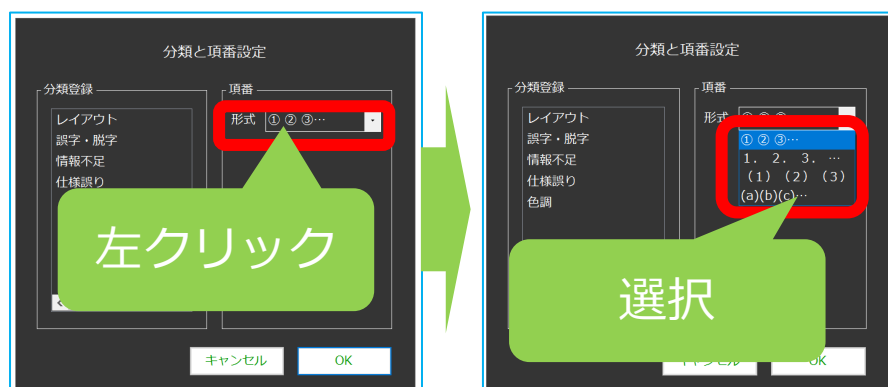 分類と項番設定
分類登録
レイアウト
誤字・脱字
情報不足
仕様誤り
項番
形式 ① ② ③…
左クリック
キャンセル
OK
分類と項番設定
分類登録
レイアウト
誤字・脱字
情報不足
仕様誤り
色調
項番
形式
① ② ③…
１． ２． ３． …
（１）（２）（３）
(a)(b)(c)…
選択
OK